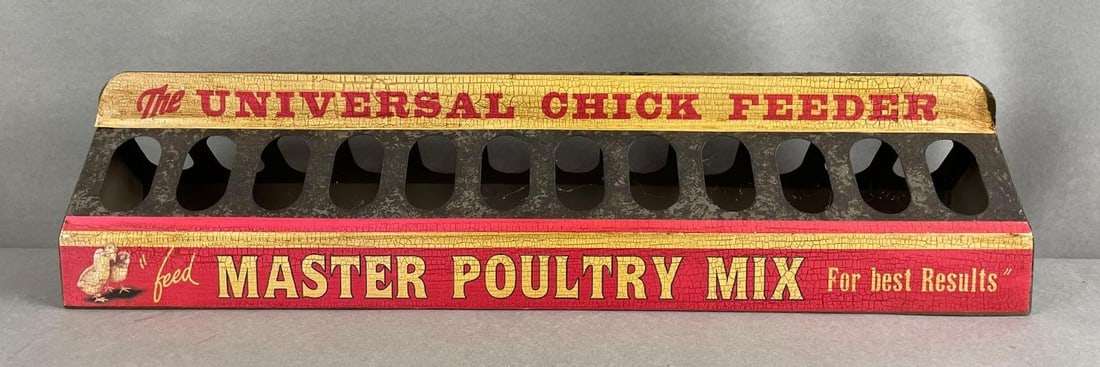 The UNIVERSAL CHICK FEEDER
"feed MASTER POULTRY MIX For best Results"